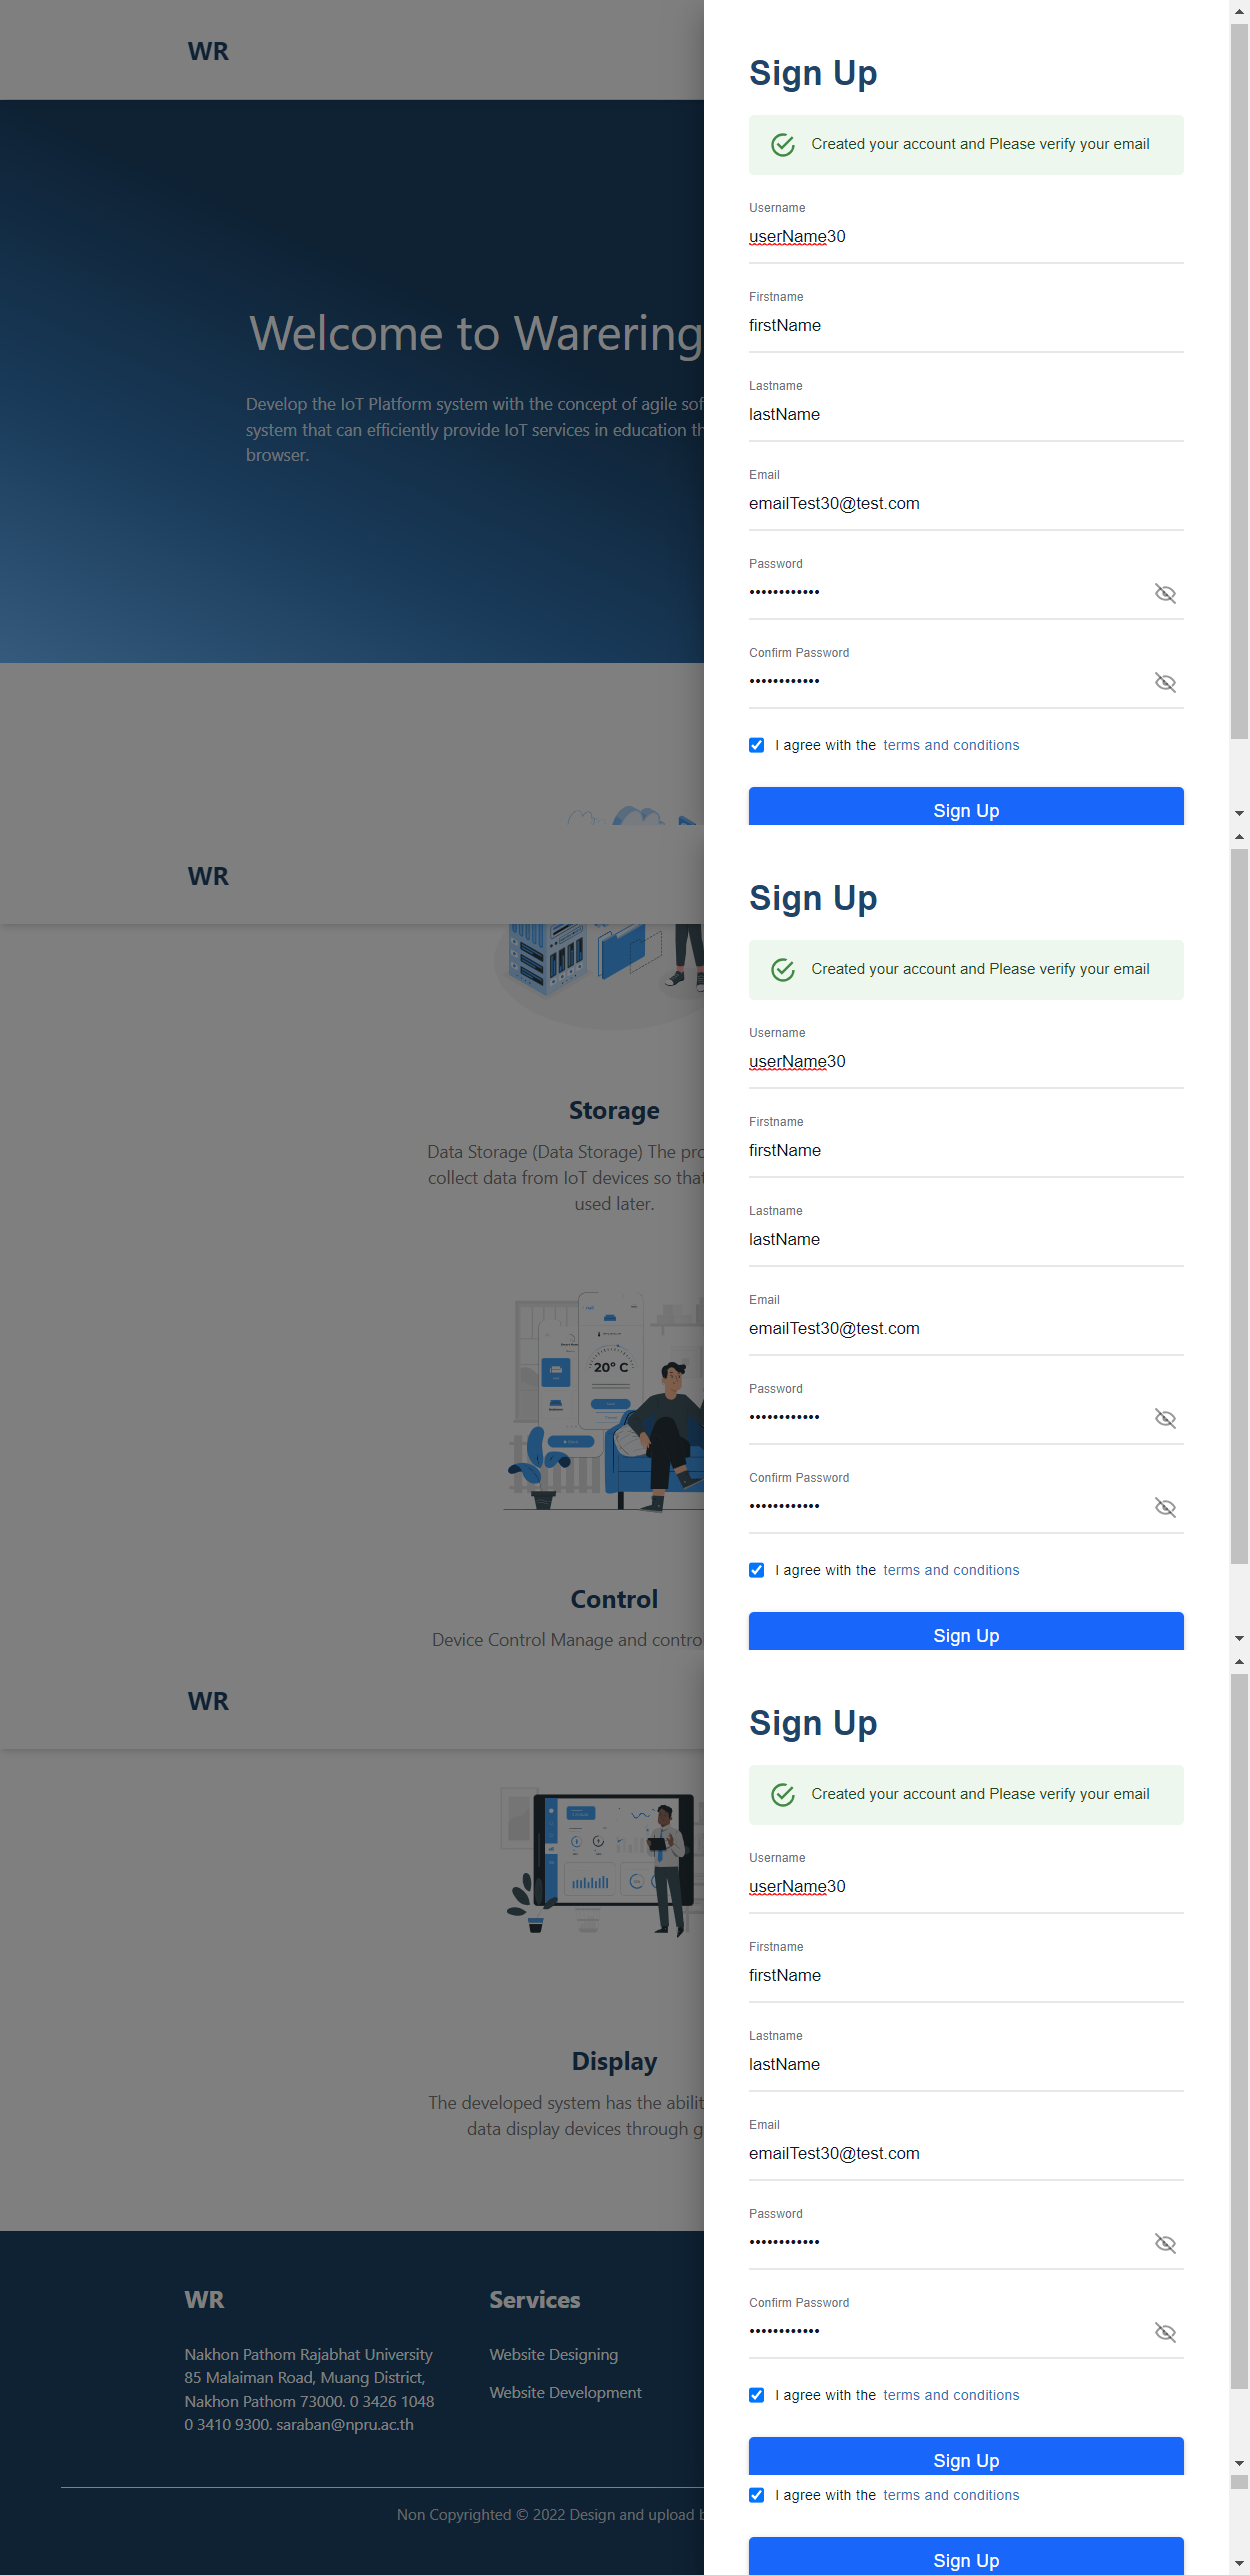 WR
Welcome to Warering
Develop the IoT Platform system with the concept of agile sof
system that can efficiently provide IoT services in education th
browser.
Sign Up
Created your account and Please verify your email
Username
userName30
Firstname
firstName
Lastname
lastName
Email
emailTest30@test.com
Password
••••••••••••
Confirm Password
••••••••••••
I agree with the terms and conditions
Sign Up
WR
Storage
Data Storage (Data Storage) The pro
collect data from IoT devices so that
used later.
20° C
Control
Device Control Manage and contro
Sign Up
Created your account and Please verify your email
Username
userName30
Firstname
firstName
Lastname
lastName
Email
emailTest30@test.com
Password
••••••••••••
Confirm Password
••••••••••••
I agree with the terms and conditions
Sign Up
WR
Display
The developed system has the abilit
data display devices through g
Sign Up
Created your account and Please verify your email
Username
userName30
Firstname
firstName
Lastname
lastName
Email
emailTest30@test.com
Password
••••••••••••
Confirm Password
••••••••••••
I agree with the terms and conditions
Sign Up
WR
Nakhon Pathom Rajabhat University
85 Malaiman Road, Muang District,
Nakhon Pathom 73000. 0 3426 1048
0 3410 9300. saraban@npru.ac.th
Services
Website Designing
Website Development
Non Copyrighted © 2022 Design and upload b
I agree with the terms and conditions
Sign Up